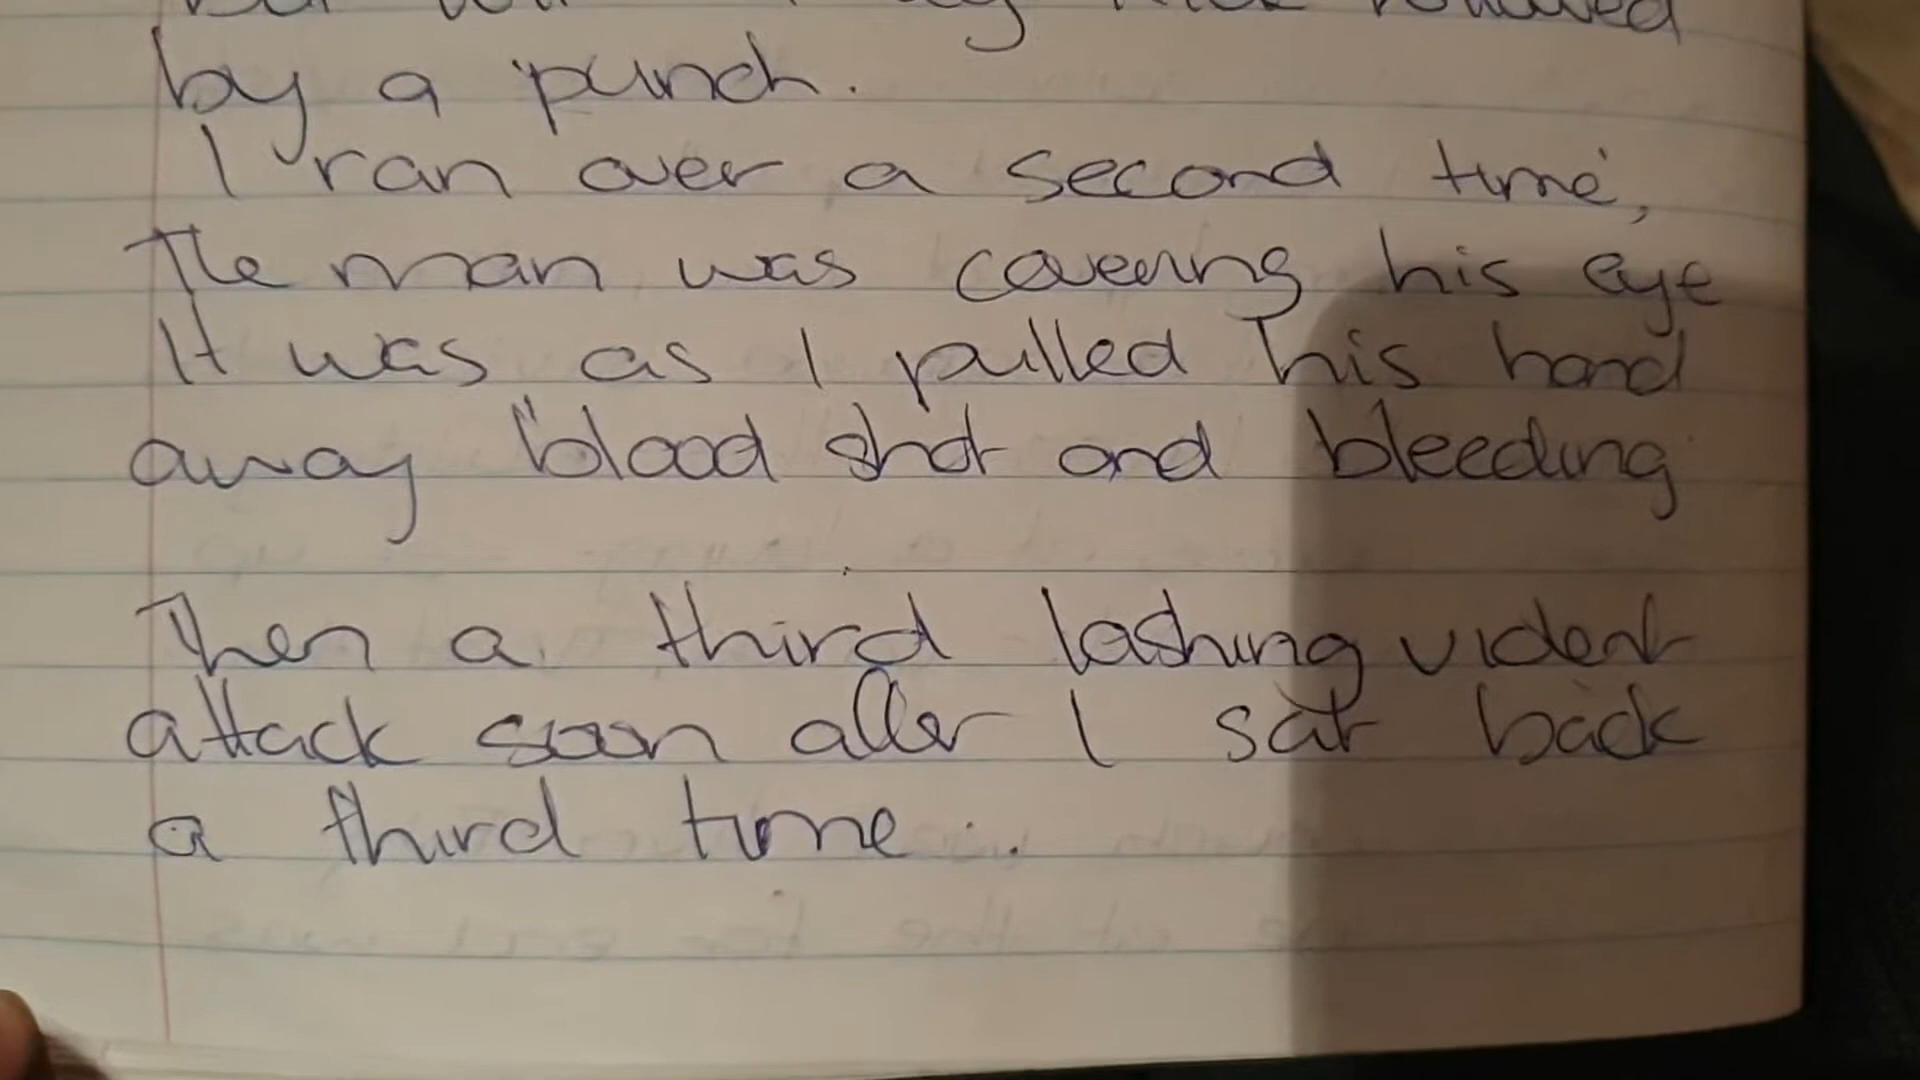 followed
by a punch.
I ran over a second time,
The man was covering his eye
It was as I pulled his hand
away blood shot and bleeding
Then a third lashing violent
attack soon after I sat back
a third time.